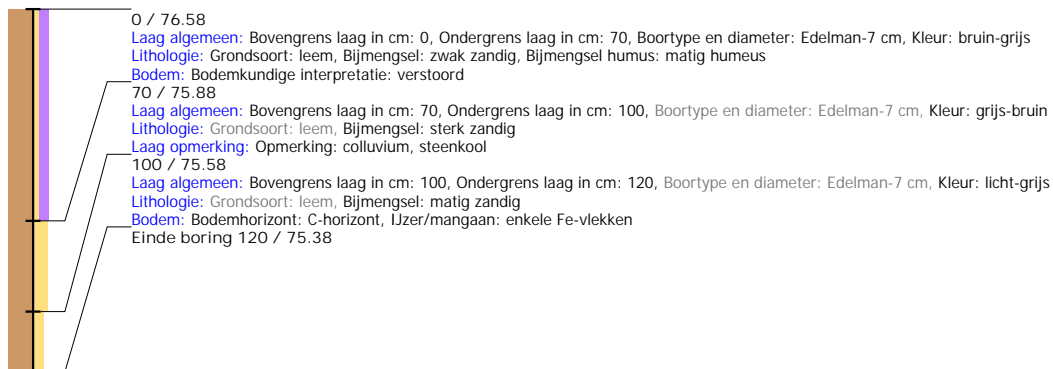 0 / 76.58
Laag algemeen: Bovengrens laag in cm: 0, Ondergrens laag in cm: 70, Boortype en diameter: Edelman-7 cm, Kleur: bruin-grijs
Lithologie: Grondsoort: leem, Bijmengsel: zwak zandig, Bijmengsel humus: matig humeus
Bodem: Bodemkundige interpretatie: verstoord
70 / 75.88
Laag algemeen: Bovengrens laag in cm: 70, Ondergrens laag in cm: 100, Boortype en diameter: Edelman-7 cm, Kleur: grijs-bruin
Lithologie: Grondsoort: leem, Bijmengsel: sterk zandig
Laag opmerking: Opmerking: colluvium, steenkool
100 / 75.58
Laag algemeen: Bovengrens laag in cm: 100, Ondergrens laag in cm: 120, Boortype en diameter: Edelman-7 cm, Kleur: licht-grijs
Lithologie: Grondsoort: leem, Bijmengsel: matig zandig
Bodem: Bodemhorizont: C-horizont, IJzer/mangaan: enkele Fe-vlekken
Einde boring 120 / 75.38